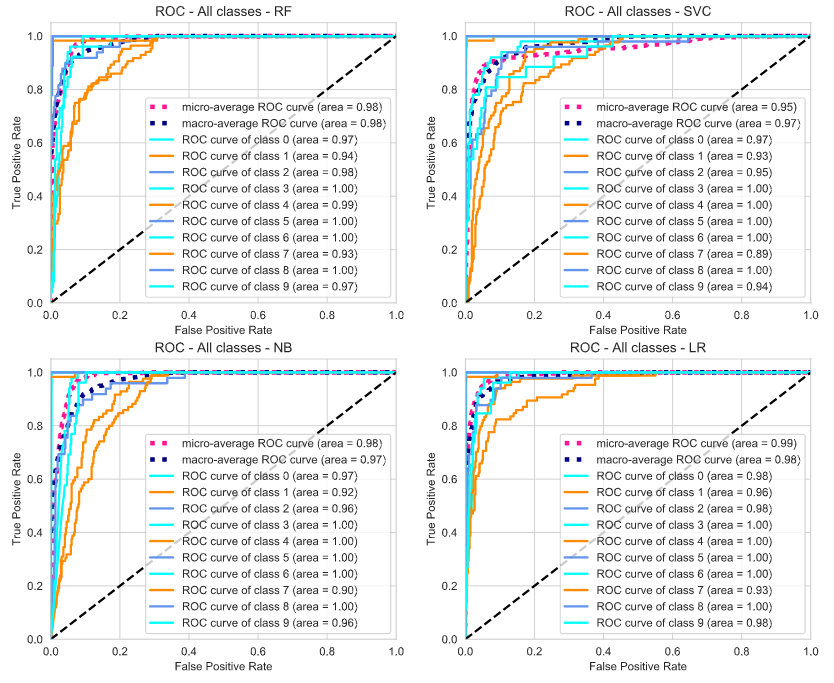 ROC - All classes - RF
1.0
0.8
0.6
0.4
0.2
0.0
True Positive Rate
micro-average ROC curve (area = 0.98)
macro-average ROC curve (area = 0.98)
ROC curve of class 0 (area = 0.97)
ROC curve of class 1 (area = 0.94)
ROC curve of class 2 (area = 0.98)
ROC curve of class 3 (area = 1.00)
ROC curve of class 4 (area = 0.99)
ROC curve of class 5 (area = 1.00)
ROC curve of class 6 (area = 1.00)
ROC curve of class 7 (area = 0.93)
ROC curve of class 8 (area = 1.00)
ROC curve of class 9 (area = 0.97)
0.0 0.2 0.4 0.6 0.8 1.0
False Positive Rate
ROC - All classes - SVC
1.0
0.8
0.6
0.4
0.2
0.0
True Positive Rate
micro-average ROC curve (area = 0.95)
macro-average ROC curve (area = 0.97)
ROC curve of class 0 (area = 0.97)
ROC curve of class 1 (area = 0.93)
ROC curve of class 2 (area = 0.95)
ROC curve of class 3 (area = 1.00)
ROC curve of class 4 (area = 1.00)
ROC curve of class 5 (area = 1.00)
ROC curve of class 6 (area = 1.00)
ROC curve of class 7 (area = 0.89)
ROC curve of class 8 (area = 1.00)
ROC curve of class 9 (area = 0.94)
0.0 0.2 0.4 0.6 0.8 1.0
False Positive Rate
ROC - All classes - NB
1.0
0.8
0.6
0.4
0.2
0.0
True Positive Rate
micro-average ROC curve (area = 0.98)
macro-average ROC curve (area = 0.97)
ROC curve of class 0 (area = 0.97)
ROC curve of class 1 (area = 0.92)
ROC curve of class 2 (area = 0.96)
ROC curve of class 3 (area = 1.00)
ROC curve of class 4 (area = 1.00)
ROC curve of class 5 (area = 1.00)
ROC curve of class 6 (area = 1.00)
ROC curve of class 7 (area = 0.90)
ROC curve of class 8 (area = 1.00)
ROC curve of class 9 (area = 0.96)
0.0 0.2 0.4 0.6 0.8 1.0
False Positive Rate
ROC - All classes - LR
1.0
0.8
0.6
0.4
0.2
0.0
True Positive Rate
micro-average ROC curve (area = 0.99)
macro-average ROC curve (area = 0.98)
ROC curve of class 0 (area = 0.98)
ROC curve of class 1 (area = 0.96)
ROC curve of class 2 (area = 0.98)
ROC curve of class 3 (area = 1.00)
ROC curve of class 4 (area = 1.00)
ROC curve of class 5 (area = 1.00)
ROC curve of class 6 (area = 1.00)
ROC curve of class 7 (area = 0.93)
ROC curve of class 8 (area = 1.00)
ROC curve of class 9 (area = 0.98)
0.0 0.2 0.4 0.6 0.8 1.0
False Positive Rate